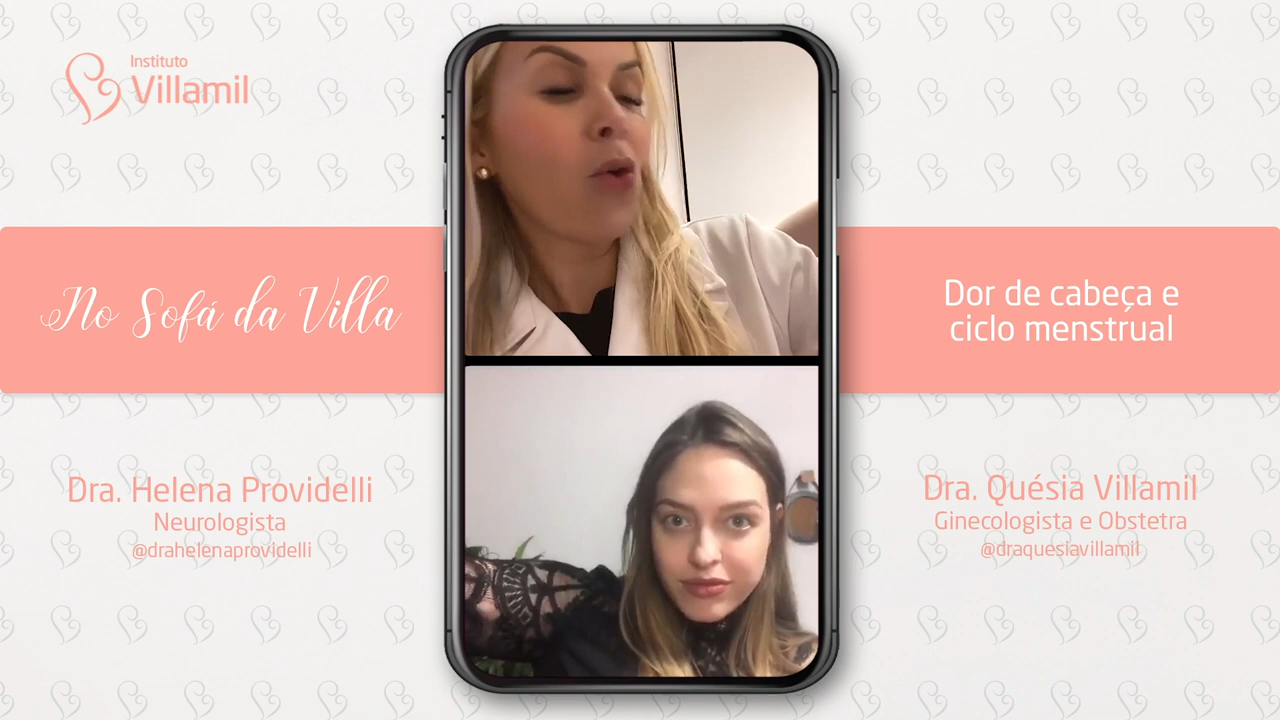 Instituto
Villamil
No Sofá da Villa
Dor de cabeça e
ciclo menstrual
Dra. Helena Providelli
Neurologista
@drahelenaprovidelli
Dra. Quésia Villamil
Ginecologista e Obstetra
@draquesiavillamil